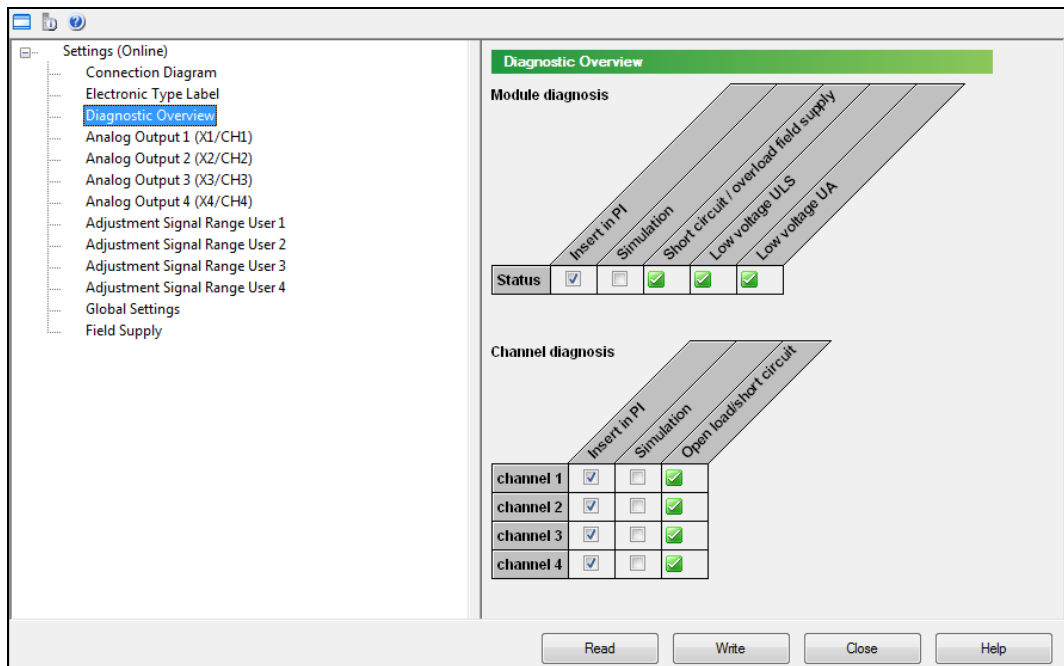 Settings (Online)
Connection Diagram
Electronic Type Label
Diagnostic Overview
Analog Output 1 (X1/CH1)
Analog Output 2 (X2/CH2)
Analog Output 3 (X3/CH3)
Analog Output 4 (X4/CH4)
Adjustment Signal Range User 1
Adjustment Signal Range User 2
Adjustment Signal Range User 3
Adjustment Signal Range User 4
Global Settings
Field Supply
Diagnostic Overview
Module diagnosis
Insert in PI
Simulation
Short circuit / overload field supply
Low voltage ULS
Low voltage UA
Status
Channel diagnosis
Insert in PI
Simulation
Open load/short circuit
channel 1
channel 2
channel 3
channel 4
Read
Write
Close
Help